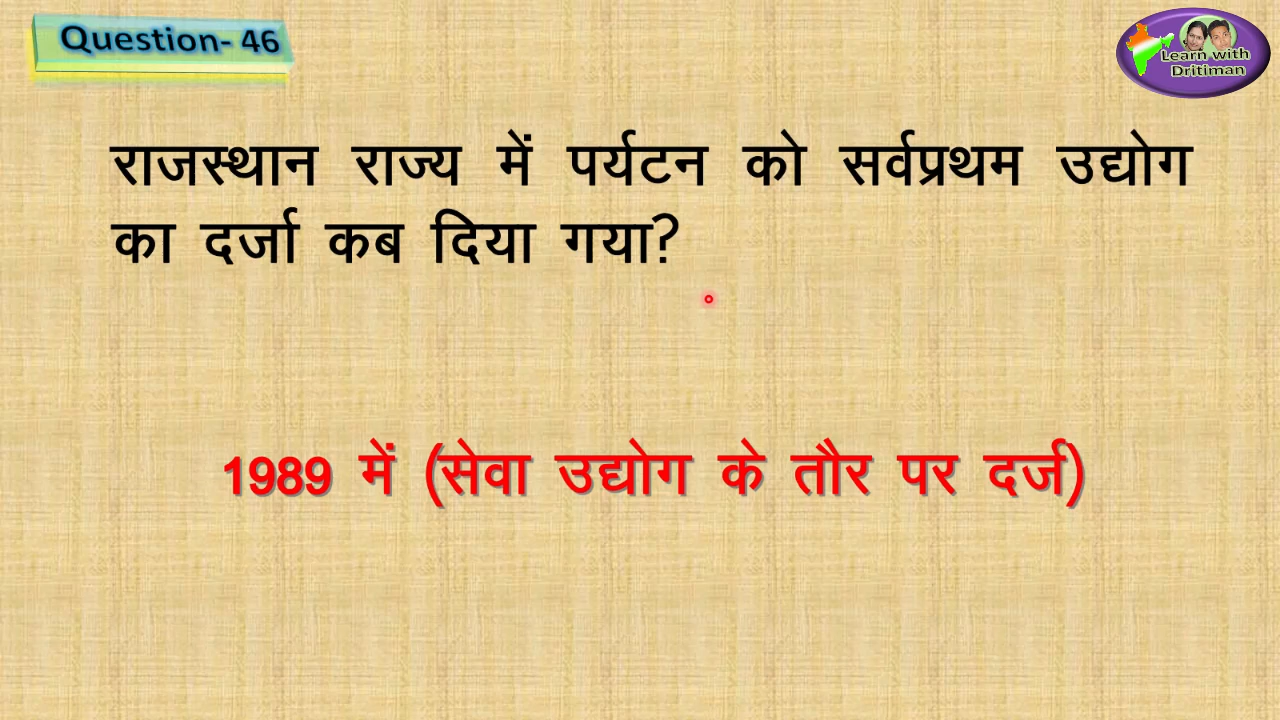 Question- 46
Learn with
Dritiman
राजस्थान राज्य में पर्यटन को सर्वप्रथम उद्योग
का दर्जा कब दिया गया?
1989 में (सेवा उद्योग के तौर पर दर्ज)